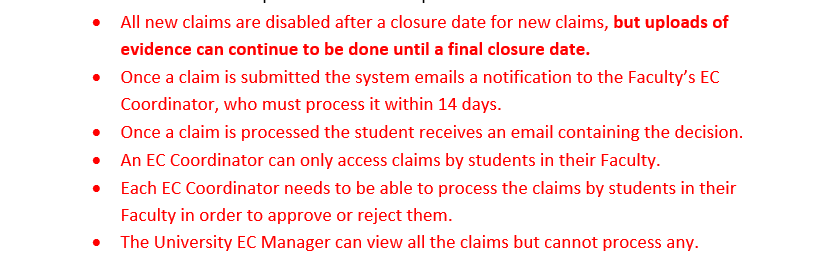 • All new claims are disabled after a closure date for new claims, but uploads of
evidence can continue to be done until a final closure date.
• Once a claim is submitted the system emails a notification to the Faculty’s EC
Coordinator, who must process it within 14 days.
• Once a claim is processed the student receives an email containing the decision.
• An EC Coordinator can only access claims by students in their Faculty.
• Each EC Coordinator needs to be able to process the claims by students in their
Faculty in order to approve or reject them.
• The University EC Manager can view all the claims but cannot process any.